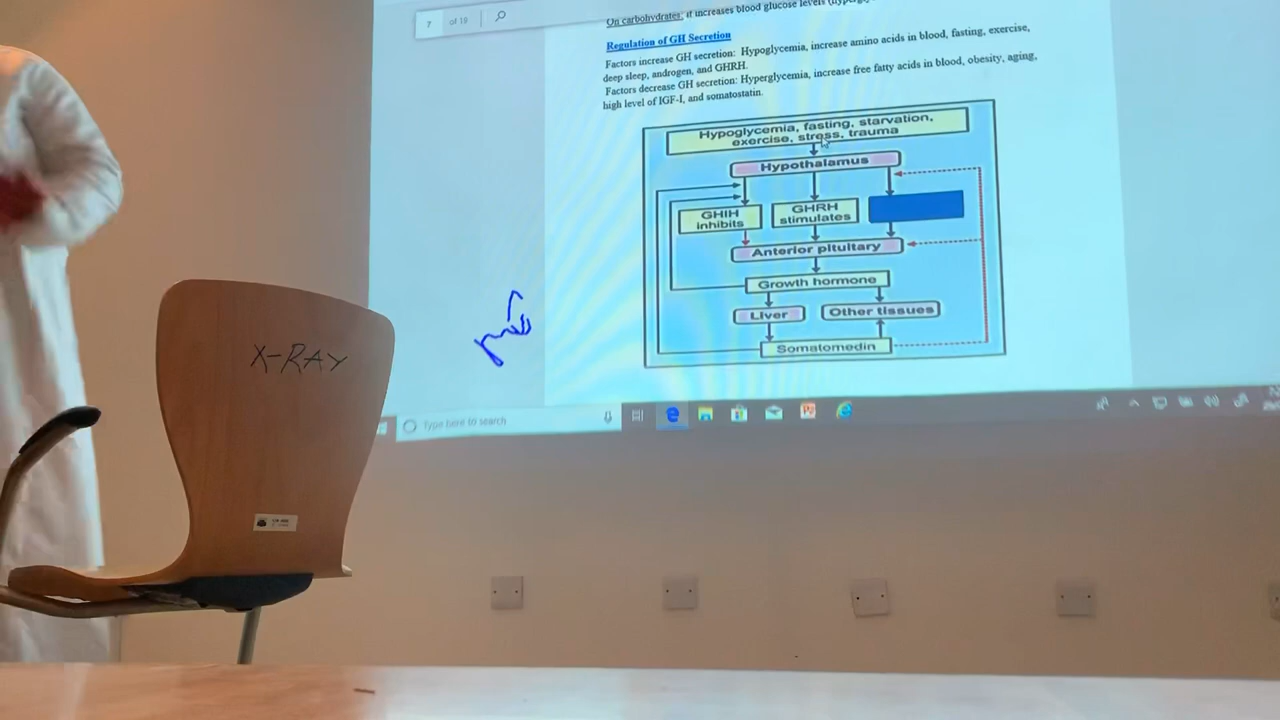 7 of 19
On carbohydrates: it increases blood glucose levels
Regulation of GH Secretion
Factors increase GH secretion: Hypoglycemia, increase amino acids in blood, fasting, exercise,
deep sleep, androgen, and GHRH.
Factors decrease GH secretion: Hyperglycemia, increase free fatty acids in blood, obesity, aging,
high level of IGF-I, and somatostatin.
Hypoglycemia, fasting, starvation,
exercise, stress, trauma
Hypothalamus
GHIH
inhibits
GHRH
stimulates
Anterior pituitary
Growth hormone
Liver
Other tissues
Somatomedin
X-RAY
Type here to search